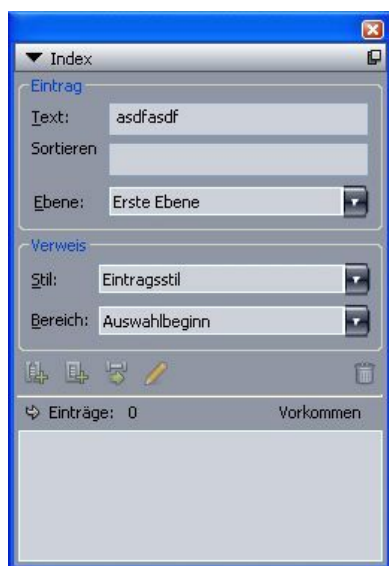 Index
Eintrag
Text: asdfasdf
Sortieren
Ebene: Erste Ebene
Verweis
Stil: Eintragsstil
Bereich: Auswahlbeginn
Einträge: 0 Vorkommen